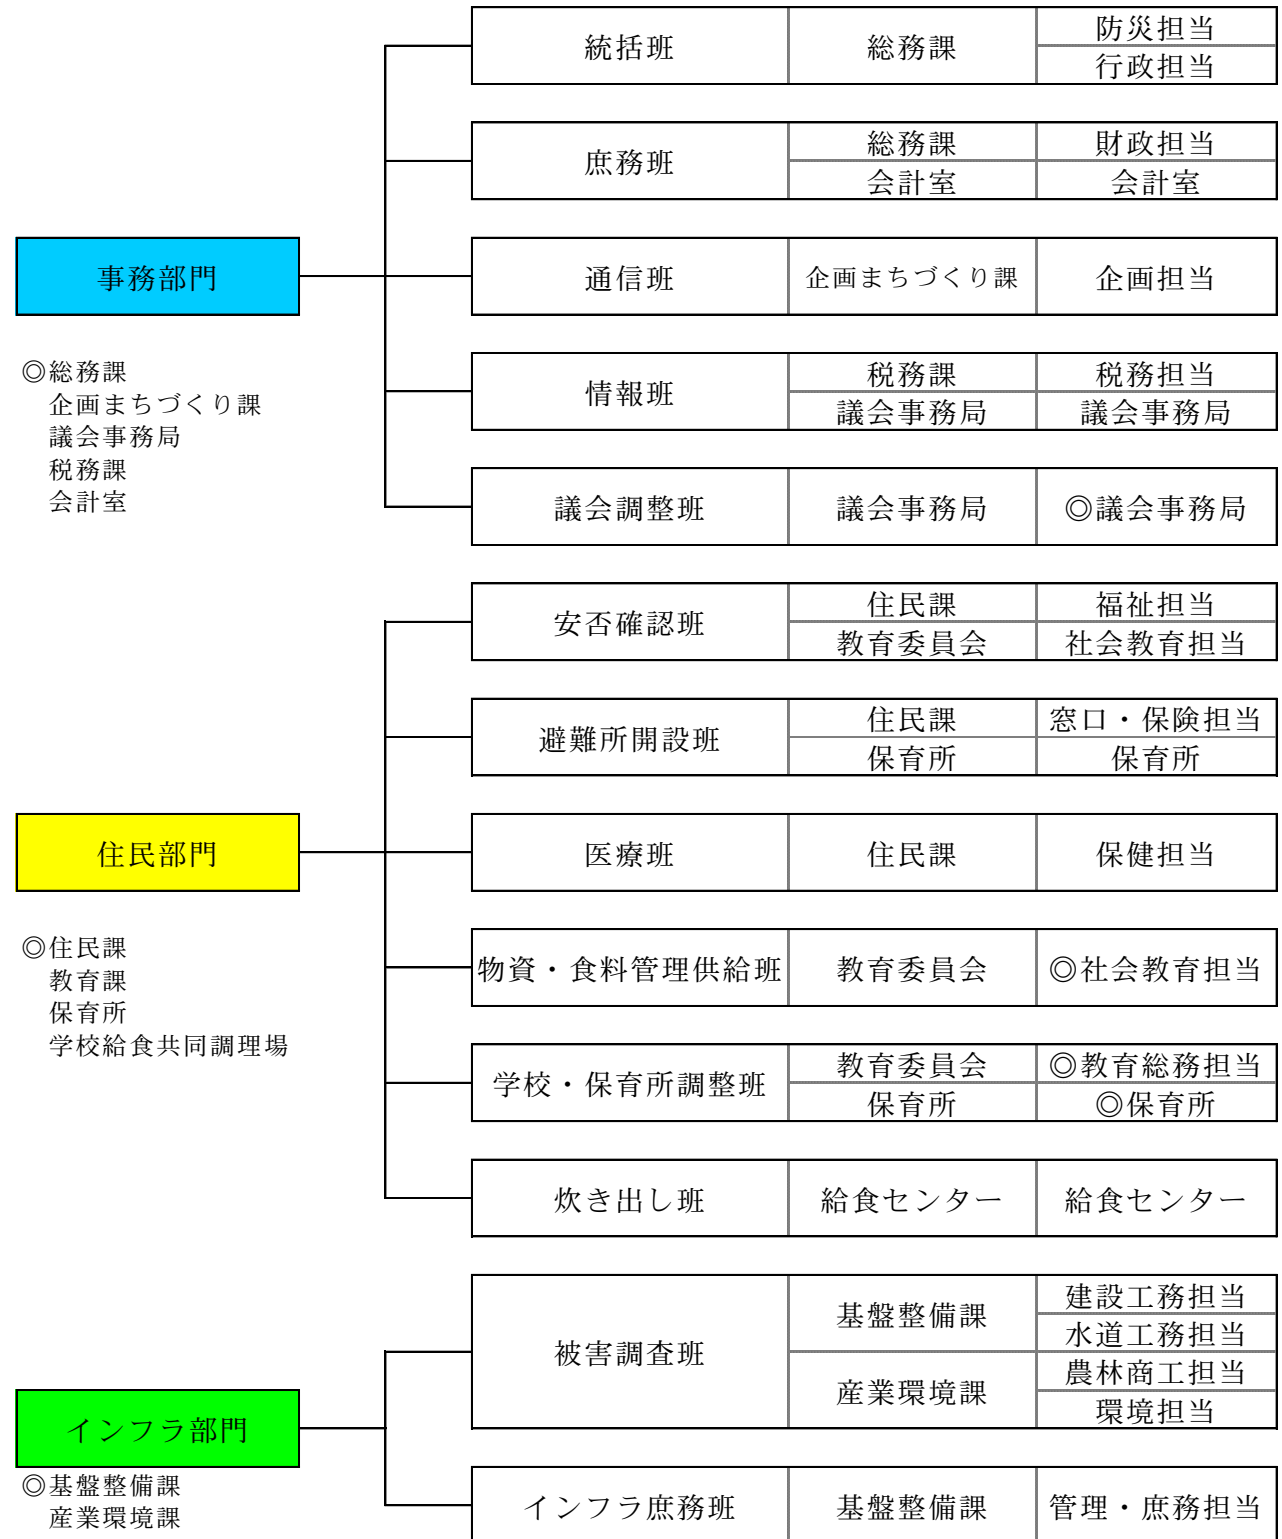 統括班 総務課 防災担当
行政担当
庶務班 総務課 財政担当
会計室 会計室
事務部門
通信班 企画まちづくり課 企画担当
◎総務課
企画まちづくり課
議会事務局
税務課
会計室
情報班 税務課 税務担当
議会事務局 議会事務局
議会調整班 議会事務局 ◎議会事務局
安否確認班 住民課 福祉担当
教育委員会 社会教育担当
避難所開設班 住民課 窓口・保険担当
保育所 保育所
住民部門
医療班 住民課 保健担当
◎住民課
教育課
保育所
学校給食共同調理場
物資・食料管理供給班 教育委員会 ◎社会教育担当
学校・保育所調整班 教育委員会 ◎教育総務担当
保育所 ◎保育所
炊き出し班 給食センター 給食センター
被害調査班 基盤整備課 建設工務担当
水道工務担当
産業環境課 農林商工担当
環境担当
インフラ部門
◎基盤整備課
産業環境課
インフラ庶務班 基盤整備課 管理・庶務担当